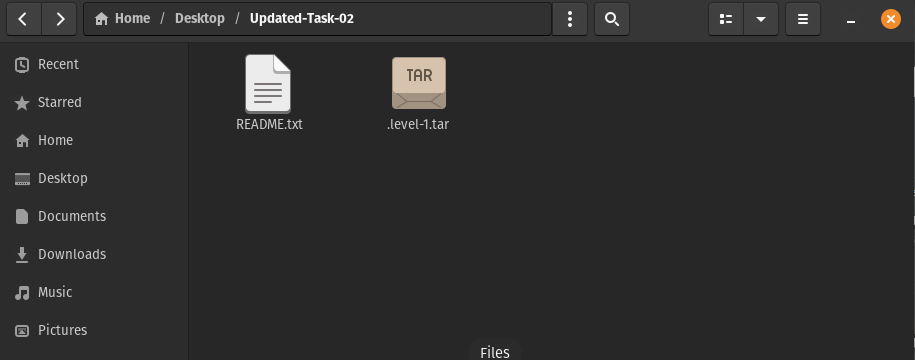 Home / Desktop / Updated-Task-02
Recent
Starred
Home
Desktop
Documents
Downloads
Music
Pictures
TAR
README.txt
.level-1.tar
Files